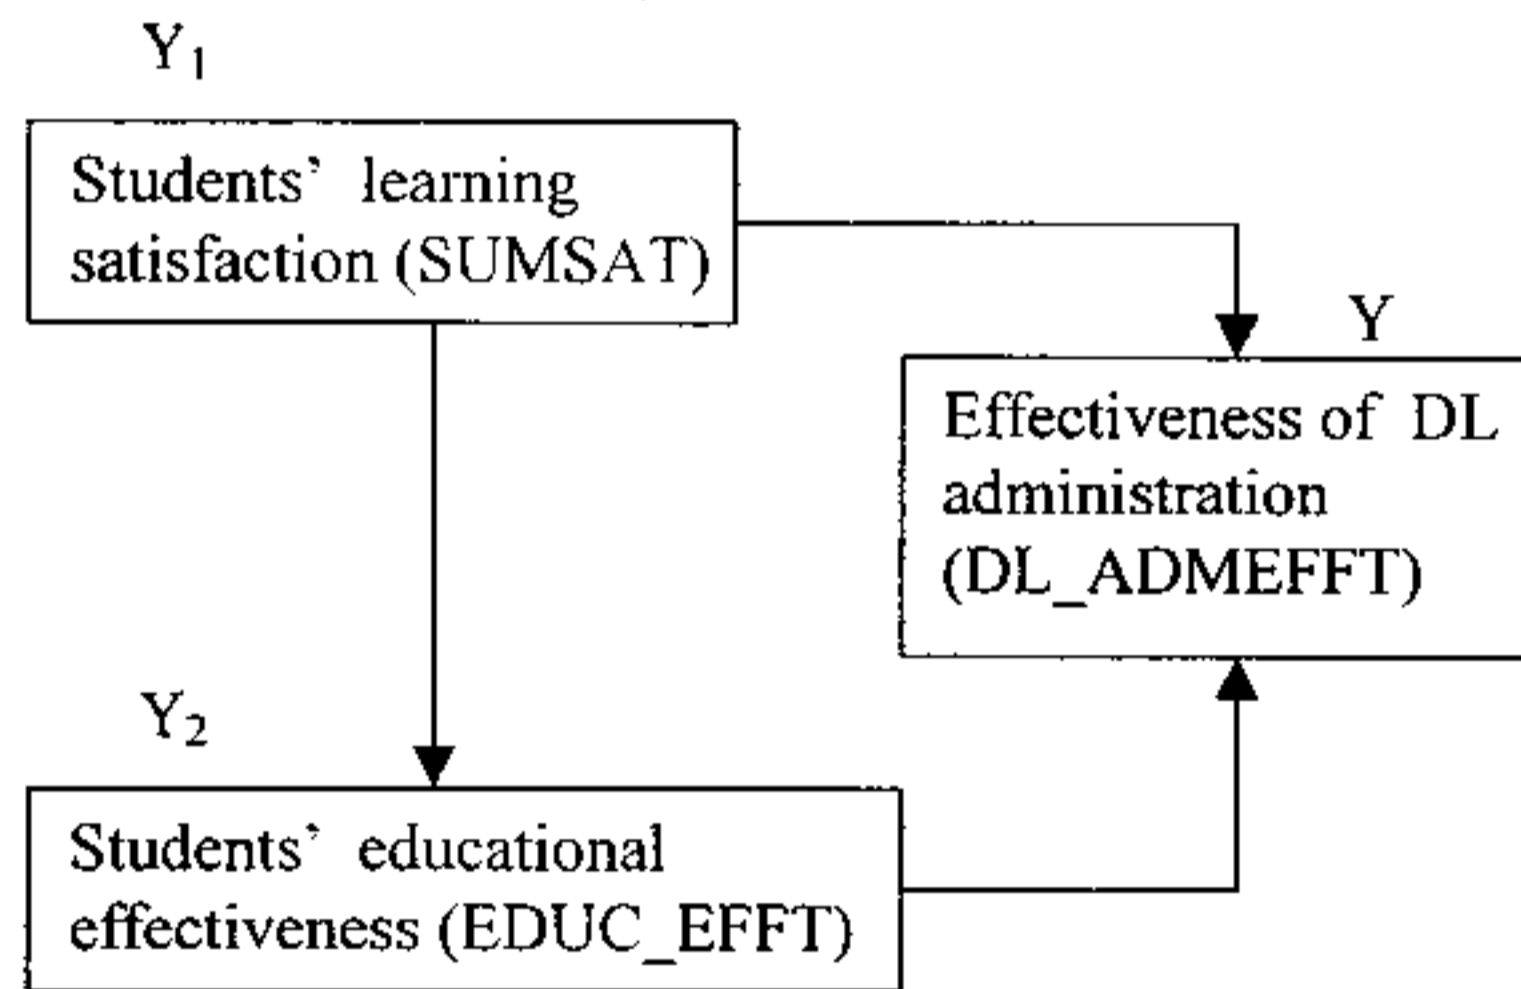 Y₁
Students’ learning
satisfaction (SUMSAT)
Y
Effectiveness of DL
administration
(DL_ADMEFFT)
Y₂
Students’ educational
effectiveness (EDUC_EFFT)